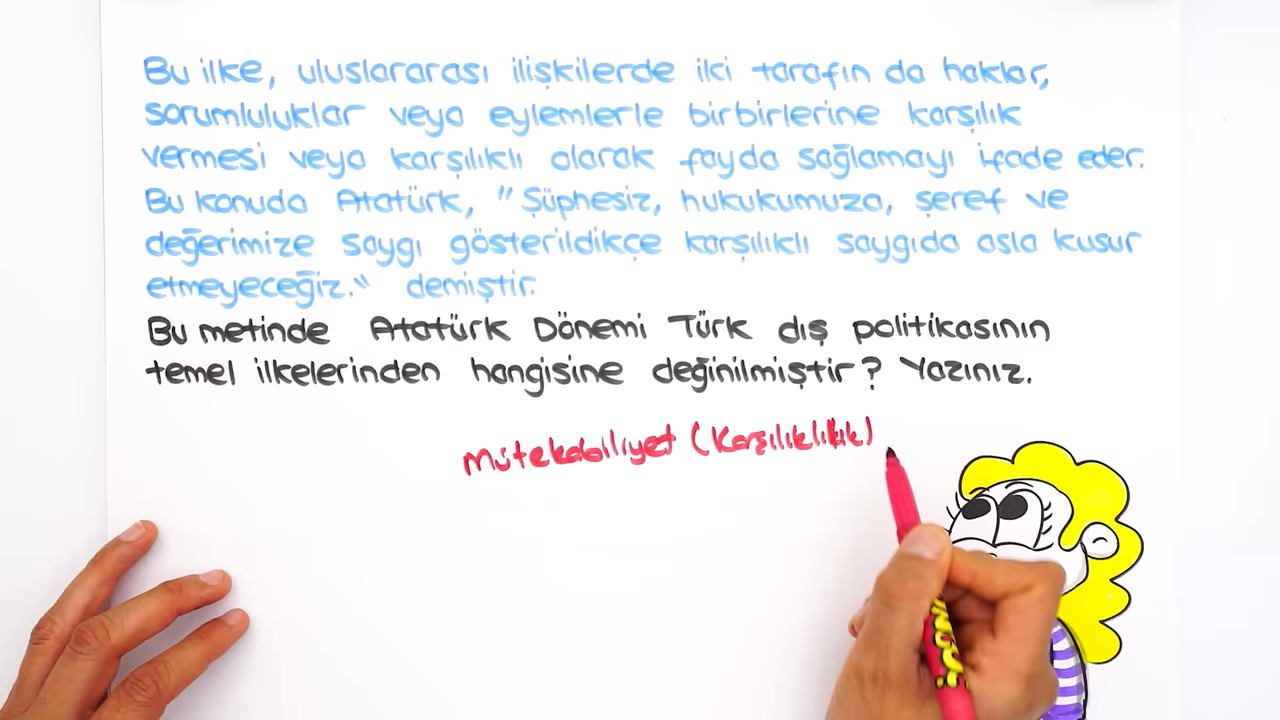 Bu ilke, uluslararası ilişkilerde iki tarafın da haklar,
sorumluluklar veya eylemlerle birbirlerine karşılık
vermesi veya karşılıklı olarak fayda sağlamayı ifade eder.
Bu konuda Atatürk, "Şüphesiz, hukukumuza, şeref ve
değerimize saygı gösterildikçe karşılıklı saygıda asla kusur
etmeyeceğiz." demiştir.
Bu metinde Atatürk Dönemi Türk dış politikasının
temel ilkelerinden hangisine değinilmiştir? Yazınız.
Mütekabiliyet (Karşılıklılık)